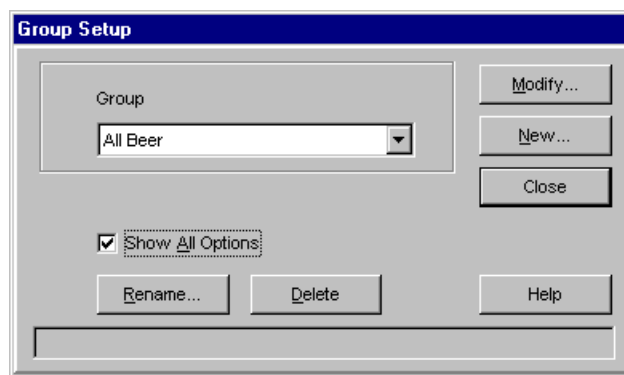 Group Setup
Group
All Beer
Modify...
New...
Close
Show All Options
Rename...
Delete
Help